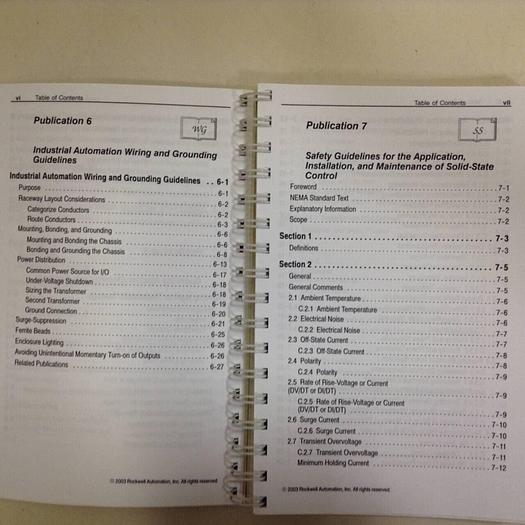 vi Table of Contents
Publication 6
WG
Industrial Automation Wiring and Grounding
Guidelines
Industrial Automation Wiring and Grounding Guidelines . . 6-1
Purpose . . . . . . . . . . . . . . . . . . . . . . . . . . . . . . . . . . . . 6-1
Raceway Layout Considerations . . . . . . . . . . . . . . . . . . . . 6-2
Categorize Conductors . . . . . . . . . . . . . . . . . . . . . . . . 6-2
Route Conductors . . . . . . . . . . . . . . . . . . . . . . . . . . . 6-3
Mounting, Bonding, and Grounding . . . . . . . . . . . . . . . . . 6-6
Mounting and Bonding the Chassis . . . . . . . . . . . . . . . 6-6
Bonding and Grounding the Chassis . . . . . . . . . . . . . . 6-8
Power Distribution . . . . . . . . . . . . . . . . . . . . . . . . . . . . . 6-13
Common Power Source for I/O . . . . . . . . . . . . . . . . . . 6-17
Under-Voltage Shutdown . . . . . . . . . . . . . . . . . . . . . . 6-18
Sizing the Transformer . . . . . . . . . . . . . . . . . . . . . . . . 6-18
Second Transformer . . . . . . . . . . . . . . . . . . . . . . . . . . 6-19
Ground Connection . . . . . . . . . . . . . . . . . . . . . . . . . . 6-20
Surge-Suppression . . . . . . . . . . . . . . . . . . . . . . . . . . . . . 6-21
Ferrite Beads . . . . . . . . . . . . . . . . . . . . . . . . . . . . . . . . . 6-25
Enclosure Lighting . . . . . . . . . . . . . . . . . . . . . . . . . . . . . 6-26
Avoiding Unintentional Momentary Turn-on of Outputs . . . . 6-26
Related Publications . . . . . . . . . . . . . . . . . . . . . . . . . . . 6-27
© 2003 Rockwell Automation, Inc. All rights reserved.
Table of Contents vii
Publication 7
SS
Safety Guidelines for the Application,
Installation, and Maintenance of Solid-State
Control
Foreword . . . . . . . . . . . . . . . . . . . . . . . . . . . . . . . . . . . 7-1
NEMA Standard Text . . . . . . . . . . . . . . . . . . . . . . . . . . . 7-2
Explanatory Information . . . . . . . . . . . . . . . . . . . . . . . . . 7-2
Scope . . . . . . . . . . . . . . . . . . . . . . . . . . . . . . . . . . . . . 7-2
Section 1 . . . . . . . . . . . . . . . . . . . . . . . . . . . . . . . . . . . 7-3
Definitions . . . . . . . . . . . . . . . . . . . . . . . . . . . . . . . . . . 7-3
Section 2 . . . . . . . . . . . . . . . . . . . . . . . . . . . . . . . . . . . 7-5
General . . . . . . . . . . . . . . . . . . . . . . . . . . . . . . . . . . . . 7-5
General Comments . . . . . . . . . . . . . . . . . . . . . . . . . . . . 7-5
2.1 Ambient Temperature . . . . . . . . . . . . . . . . . . . . . . . . 7-6
C.2.1 Ambient Temperature . . . . . . . . . . . . . . . . . . . . 7-6
2.2 Electrical Noise . . . . . . . . . . . . . . . . . . . . . . . . . . . . 7-6
C.2.2 Electrical Noise . . . . . . . . . . . . . . . . . . . . . . . . 7-7
2.3 Off-State Current . . . . . . . . . . . . . . . . . . . . . . . . . . . 7-7
C.2.3 Off-State Current . . . . . . . . . . . . . . . . . . . . . . . 7-8
2.4 Polarity . . . . . . . . . . . . . . . . . . . . . . . . . . . . . . . . . . 7-8
C.2.4 Polarity . . . . . . . . . . . . . . . . . . . . . . . . . . . . . . 7-9
2.5 Rate of Rise-Voltage or Current
(DV/DT or DI/DT) . . . . . . . . . . . . . . . . . . . . . . . . . . . . . 7-9
C.2.5 Rate of Rise-Voltage or Current
(DV/DT or DI/DT) . . . . . . . . . . . . . . . . . . . . . . . . . . 7-9
2.6 Surge Current . . . . . . . . . . . . . . . . . . . . . . . . . . . . . 7-10
C.2.6 Surge Current . . . . . . . . . . . . . . . . . . . . . . . . . 7-10
2.7 Transient Overvoltage . . . . . . . . . . . . . . . . . . . . . . . 7-11
C.2.7 Transient Overvoltage . . . . . . . . . . . . . . . . . . . . 7-11
Minimum Holding Current . . . . . . . . . . . . . . . . . . . . . 7-12
© 2003 Rockwell Automation, Inc. All rights reserved.